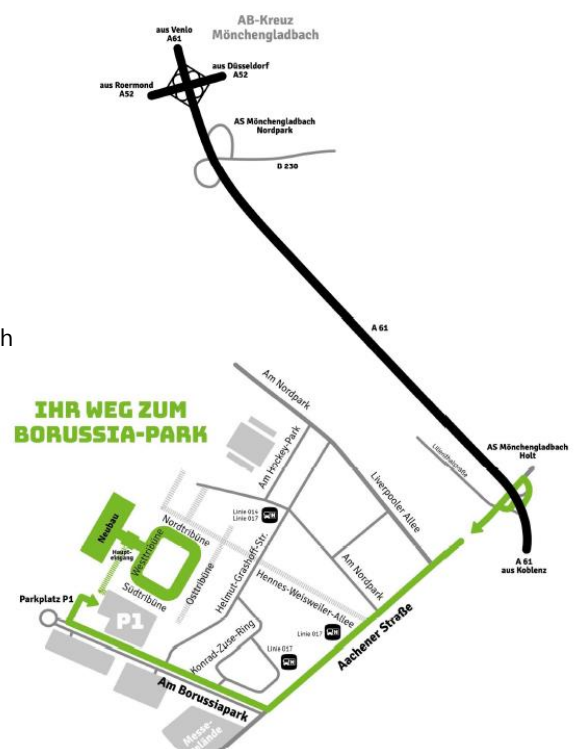 AB-Kreuz
Mönchengladbach
aus Venlo
A61
aus Düsseldorf
A52
aus Roermond
A52
AS Mönchengladbach
Nordpark
B 230
A 61
h
IHR WEG ZUM
BORUSSIA-PARK
Am Nordpark
Am Hockey-Park
Liverpooler Allee
Lilienthalstraße
AS Mönchengladbach
Holt
A 61
aus Koblenz
Linie 014
Linie 017
Neubau
Haupt-
eingang
Westtribüne
Nordtribüne
Osttribüne
Südtribüne
Helmut-Grashoff-Str.
Hennes-Weisweiler-Allee
Am Nordpark
Aachener Straße
Parkplatz P1
P1
Linie 017
Linie 017
Konrad-Zuse-Ring
Am Borussiapark
Messe-